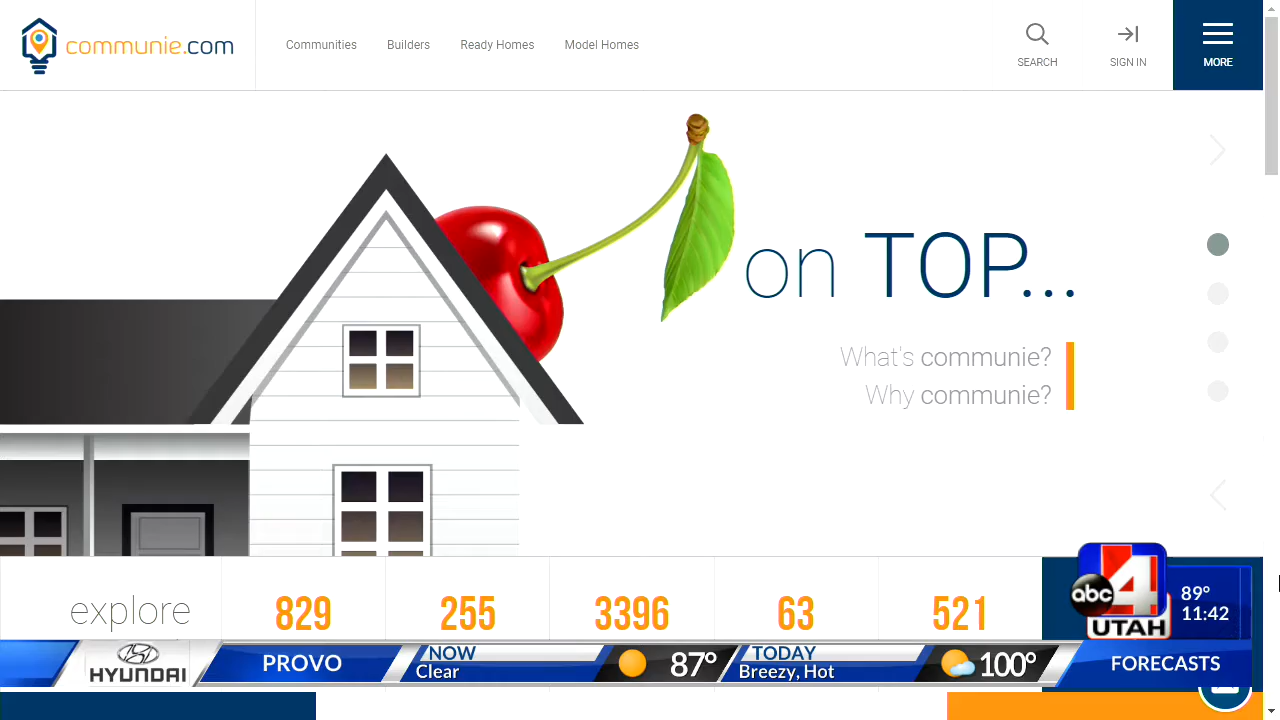 communie.com
Communities
Builders
Ready Homes
Model Homes
SEARCH
SIGN IN
MORE
on TOP...
What's communie?
Why communie?
explore
829
255
3396
63
521
abc 4
UTAH
89°
11:42
HYUNDAI
PROVO
NOW
Clear
87°
TODAY
Breezy, Hot
100°
FORECASTS